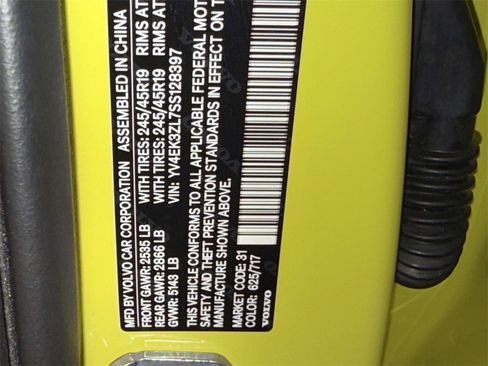 MFD BY VOLVO CAR CORPORATION ASSEMBLED IN CHINA
FRONT GAWR: 2535 LB WITH TIRES: 245/45R19 RIMS AT
REAR GAWR: 2866 LB WITH TIRES: 245/45R19 RIMS AT
GVWR: 5143 LB VIN: YV4EK3ZL7SS128397
THIS VEHICLE CONFORMS TO ALL APPLICABLE FEDERAL MOT
SAFETY AND THEFT PREVENTION STANDARDS IN EFFECT ON T
MANUFACTURE SHOWN ABOVE.
MARKET CODE: 31
COLOR: 625/717
VOLVO